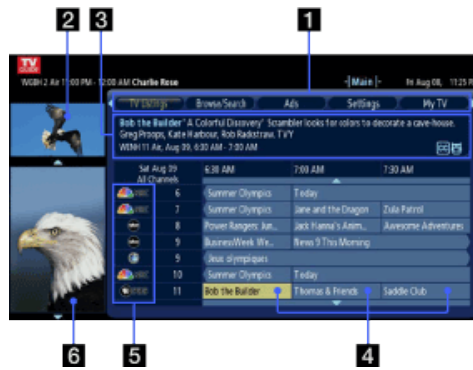 2 3 1
TV GUIDE
WGBH 2 Air 11:00 PM - 12:00 AM Charlie Rose -| Main |- Fri Aug 08, 11:25 P
TV Listings Browse/Search Ads Settings My TV
Bob the Builder "A Colorful Discovery" Scrambler looks for colors to decorate a cave-house.
Greg Proops, Kate Harbour, Rob Rackstraw. TVY
WENH 11 Air, Aug 09, 6:30 AM - 7:00 AM CC
Sat Aug 09 6:30 AM 7:00 AM 7:30 AM
All Channels
6 Summer Olympics Today
7 Summer Olympics Jane and the Dragon Zula Patrol
abc 8 Power Rangers: Jun... Jack Hanna's Anim... Awesome Adventures
abc 9 BusinessWeek We... News 9 This Morning
9 Jeux olympiques
10 Summer Olympics Today
11 Bob the Builder Thomas & Friends Saddle Club
6 5 4